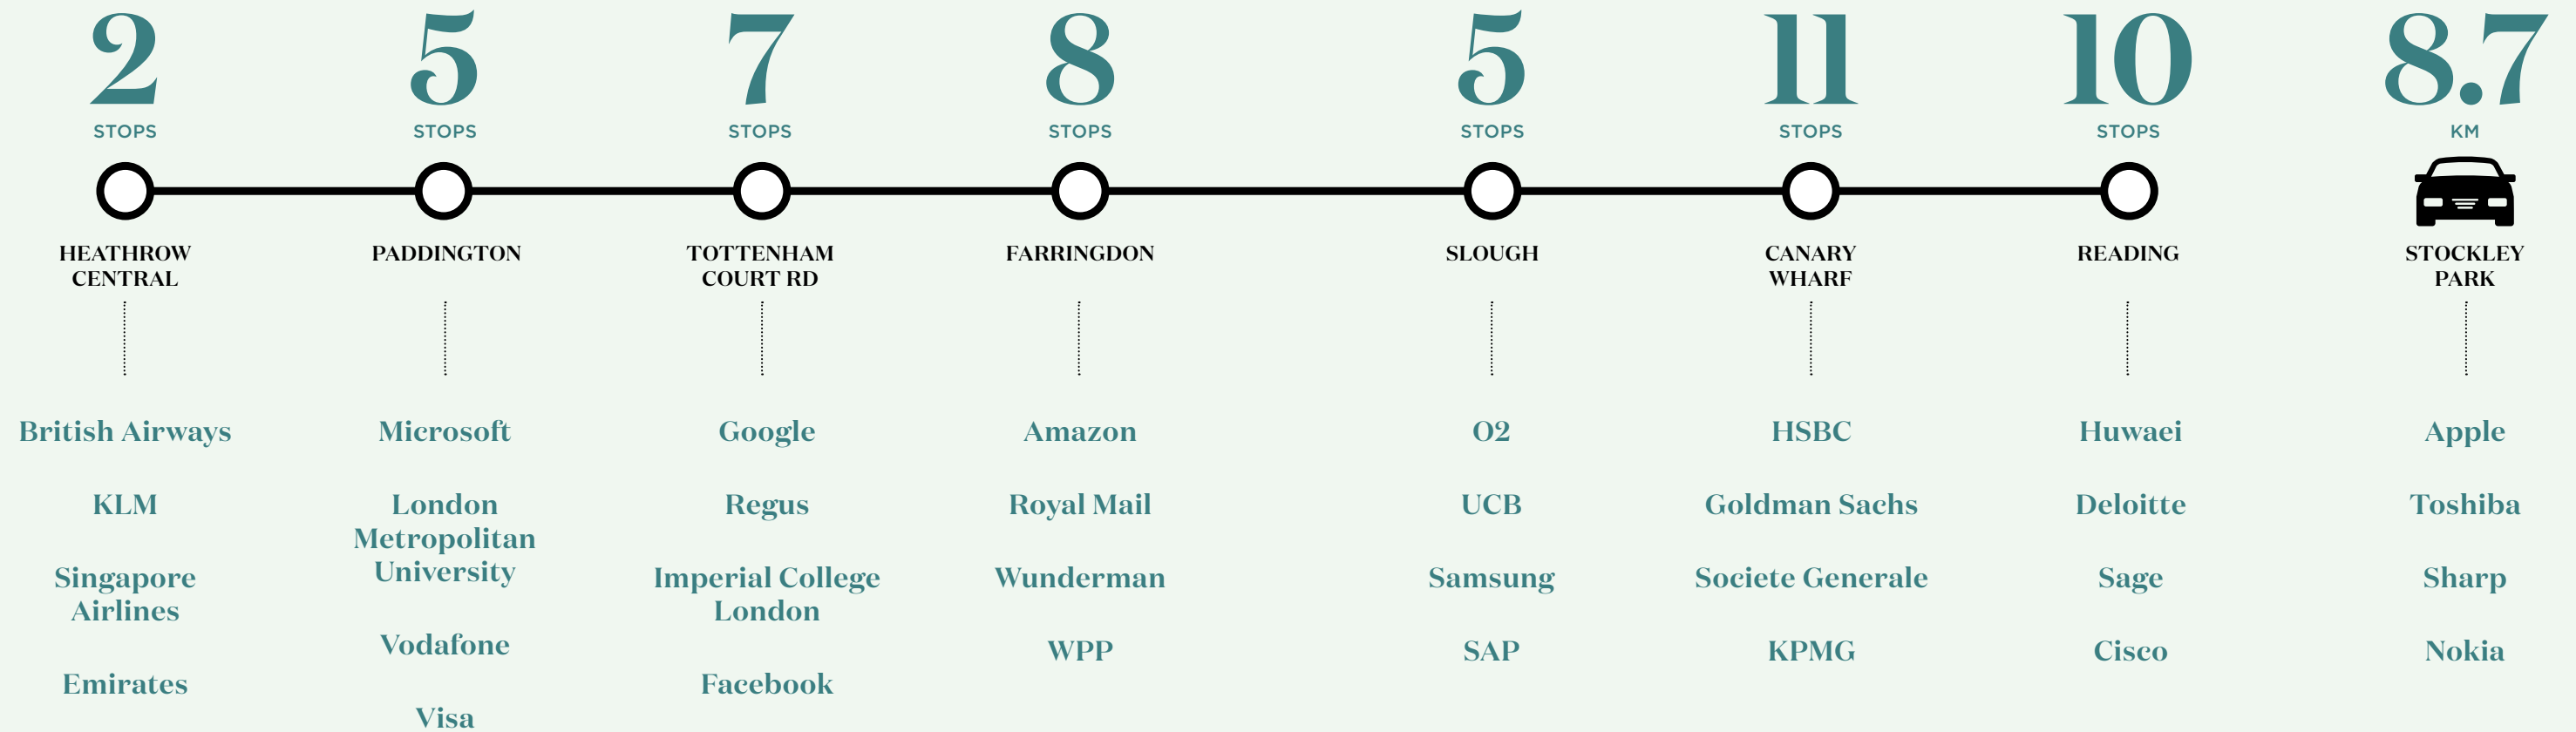 2
STOPS
HEATHROW
CENTRAL
British Airways
KLM
Singapore
Airlines
Emirates
5
STOPS
PADDINGTON
Microsoft
London
Metropolitan
University
Vodafone
Visa
7
STOPS
TOTTENHAM
COURT RD
Google
Regus
Imperial College
London
Facebook
8
STOPS
FARRINGDON
Amazon
Royal Mail
Wunderman
WPP
5
STOPS
SLOUGH
O2
UCB
Samsung
SAP
11
STOPS
CANARY
WHARF
HSBC
Goldman Sachs
Societe Generale
KPMG
10
STOPS
READING
Huwaei
Deloitte
Sage
Cisco
8.7
KM
STOCKLEY
PARK
Apple
Toshiba
Sharp
Nokia